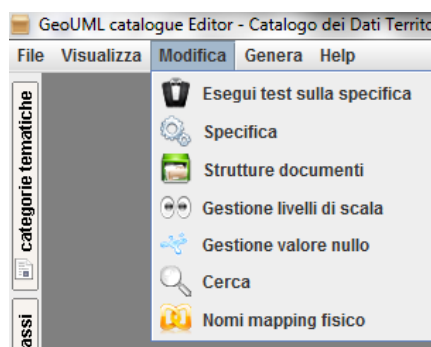 GeoUML catalogue Editor - Catalogo dei Dati Territo
File Visualizza Modifica Genera Help
categorie tematiche
Esegui test sulla specifica
Specifica
Strutture documenti
Gestione livelli di scala
Gestione valore nullo
Cerca
Nomi mapping fisico
assi